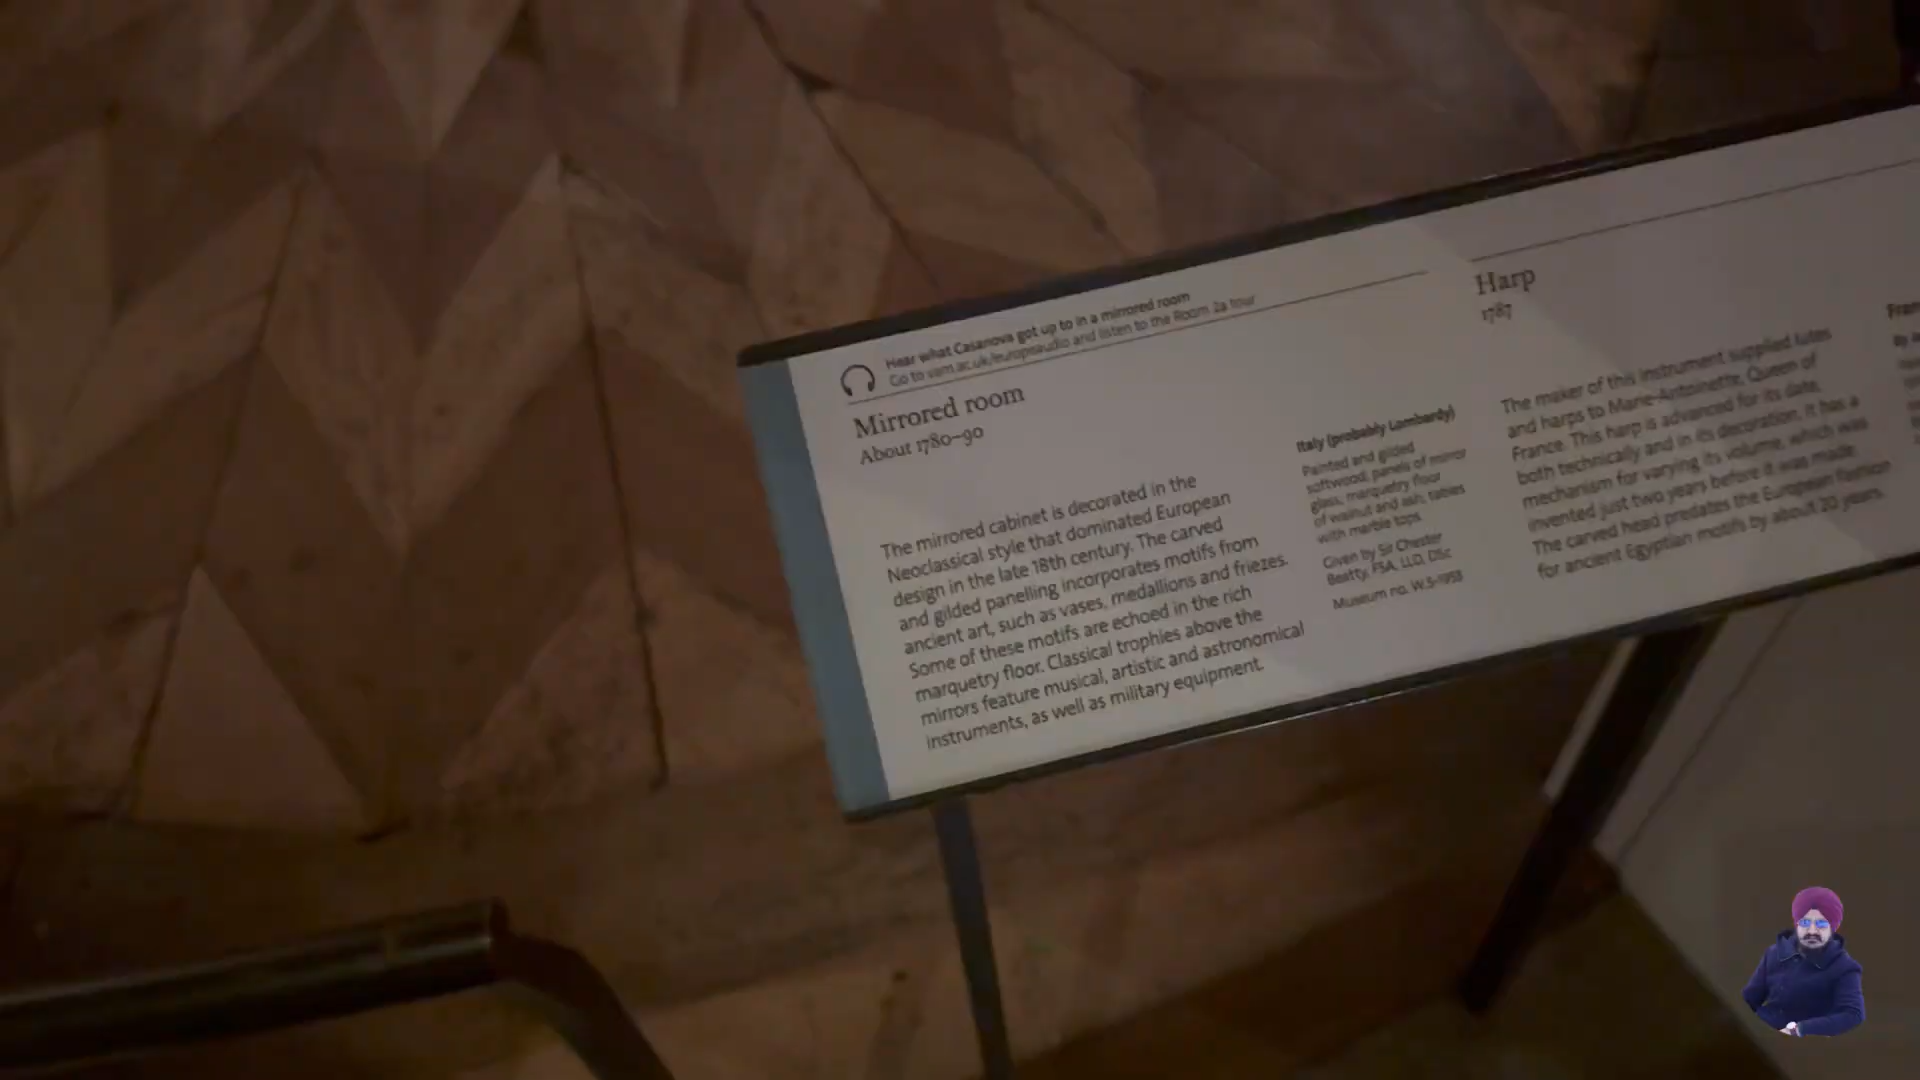 Hear what Casanova got up to in a mirrored room
Go to vam.ac.uk/europeaudio and listen to the Room 2a tour
Mirrored room
About 1780–90
The mirrored cabinet is decorated in the
Neoclassical style that dominated European
design in the late 18th century. The carved
and gilded panelling incorporates motifs from
ancient art, such as vases, medallions and friezes.
Some of these motifs are echoed in the rich
marquetry floor. Classical trophies above the
mirrors feature musical, artistic and astronomical
instruments, as well as military equipment.
Italy (probably Lombardy)
Painted and gilded
softwood; panels of mirror
glass; marquetry floor
of walnut and ash; tables
with marble tops
Given by Sir Chester
Beatty, FSA, LLD, DSc
Museum no. W.5-1953
Harp
1787
The maker of this instrument supplied lutes
and harps to Marie-Antoinette, Queen of
France. This harp is advanced for its date,
both technically and in its decoration. It has a
mechanism for varying its volume, which was
invented just two years before it was made.
The carved head predates the European fashion
for ancient Egyptian motifs by about 20 years.